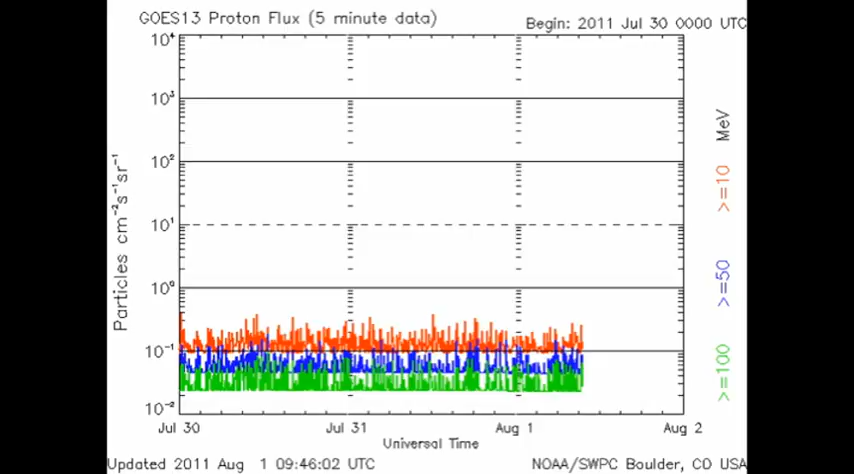 GOES13 Proton Flux (5 minute data)
Begin: 2011 Jul 30 0000 UTC
Particles cm⁻²s⁻¹sr⁻¹
10⁴
10³
10²
10¹
10⁰
10⁻¹
10⁻²
Jul 30
Jul 31
Aug 1
Aug 2
Universal Time
MeV
>=10
>=50
>=100
Updated 2011 Aug 1 09:46:02 UTC
NOAA/SWPC Boulder, CO USA